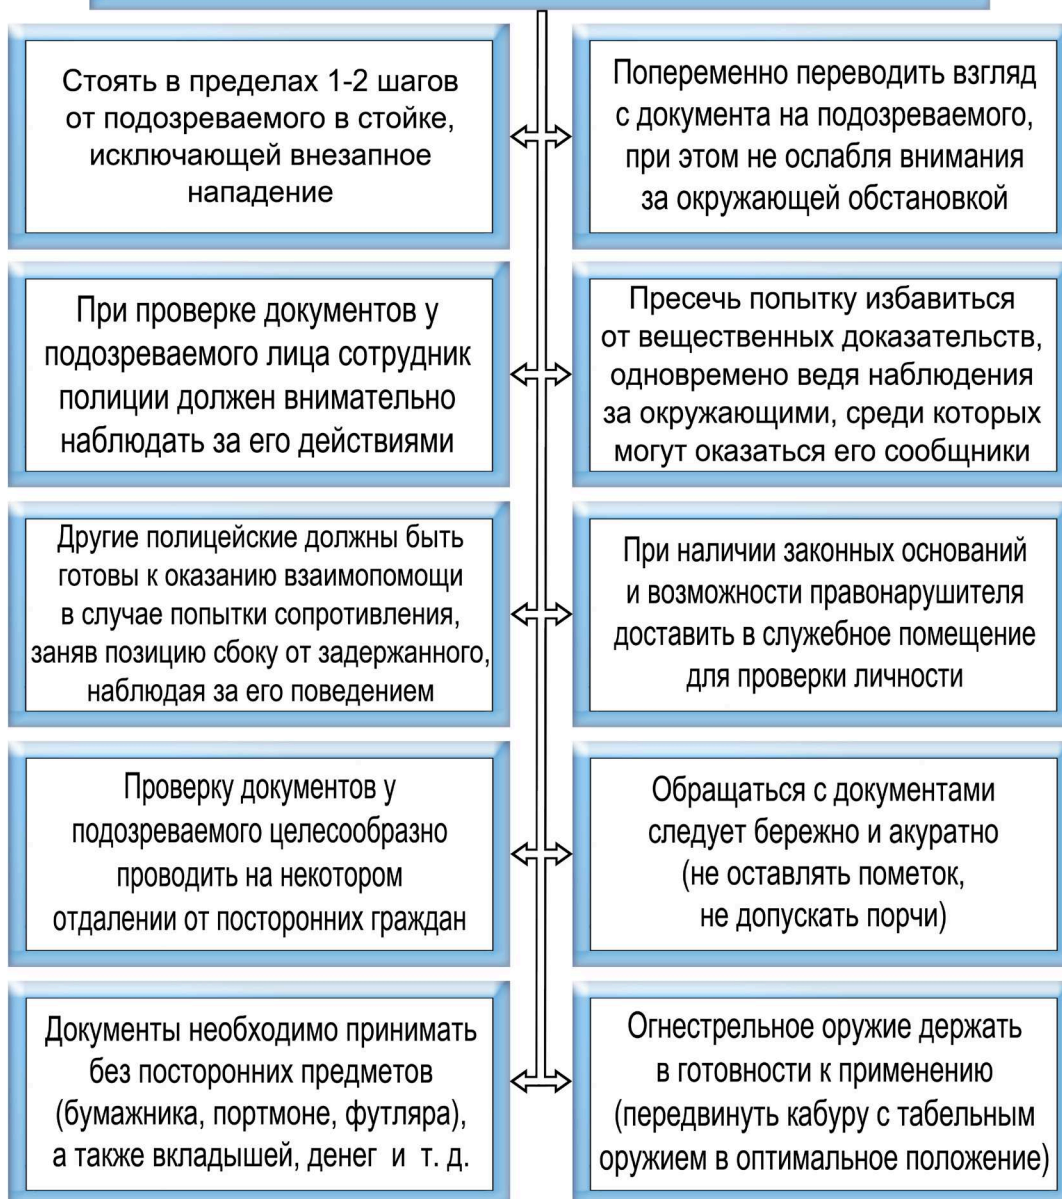 Стоять в пределах 1-2 шагов
от подозреваемого в стойке,
исключающей внезапное
нападение
Попеременно переводить взгляд
с документа на подозреваемого,
при этом не ослабля внимания
за окружающей обстановкой
При проверке документов у
подозреваемого лица сотрудник
полиции должен внимательно
наблюдать за его действиями
Пресечь попытку избавиться
от вещественных доказательств,
одновременно ведя наблюдения
за окружающими, среди которых
могут оказаться его сообщники
Другие полицейские должны быть
готовы к оказанию взаимопомощи
в случае попытки сопротивления,
заняв позицию сбоку от задержанного,
наблюдая за его поведением
При наличии законных оснований
и возможности правонарушителя
доставить в служебное помещение
для проверки личности
Проверку документов у
подозреваемого целесообразно
проводить на некотором
отдалении от посторонних граждан
Обращаться с документами
следует бережно и акуратно
(не оставлять пометок,
не допускать порчи)
Документы необходимо принимать
без посторонних предметов
(бумажника, портмоне, футляра),
а также вкладышей, денег и т. д.
Огнестрельное оружие держать
в готовности к применению
(передвинуть кабуру с табельным
оружием в оптимальное положение)